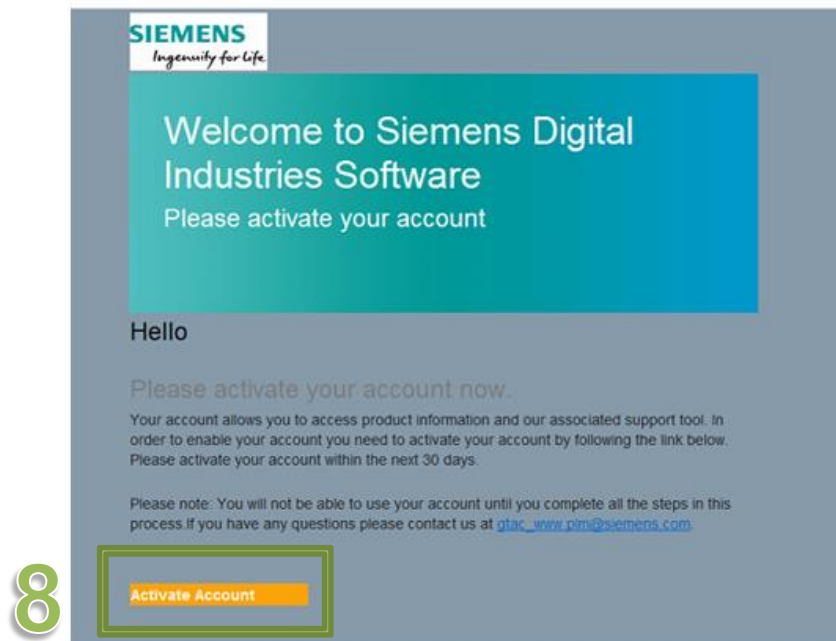 SIEMENS
Ingenuity for Life
Welcome to Siemens Digital
Industries Software
Please activate your account
Hello
Please activate your account now.
Your account allows you to access product information and our associated support tool. In
order to enable your account you need to activate your account by following the link below.
Please activate your account within the next 30 days.
Please note: You will not be able to use your account until you complete all the steps in this
process.If you have any questions please contact us at gtac_www.plm@siemens.com.
8
Activate Account